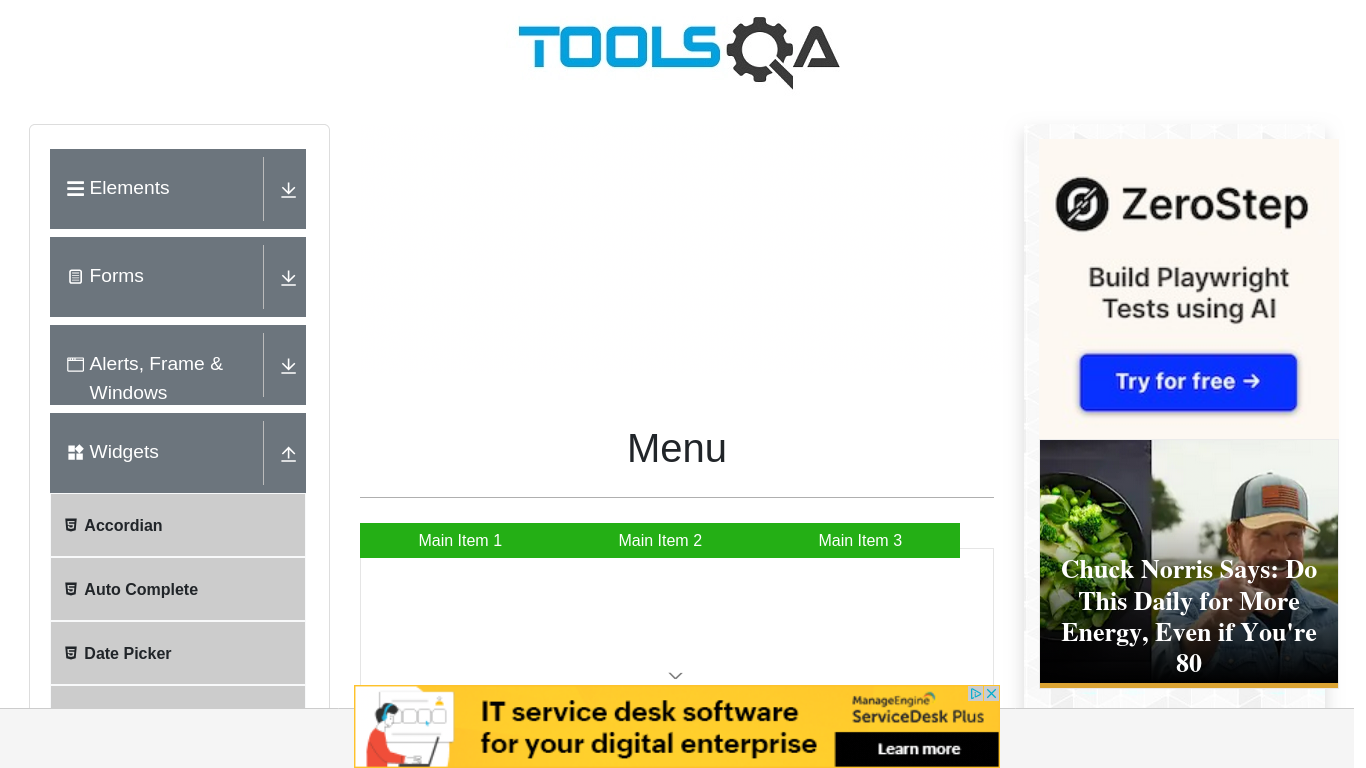 TOOLSQA
Elements
Forms
Alerts, Frame &
Windows
Widgets
Accordian
Auto Complete
Date Picker
Menu
Main Item 1
Main Item 2
Main Item 3
ZeroStep
Build Playwright
Tests using AI
Try for free →
Chuck Norris Says: Do
This Daily for More
Energy, Even if You're
80
IT service desk software
for your digital enterprise
ManageEngine
ServiceDesk Plus
Learn more